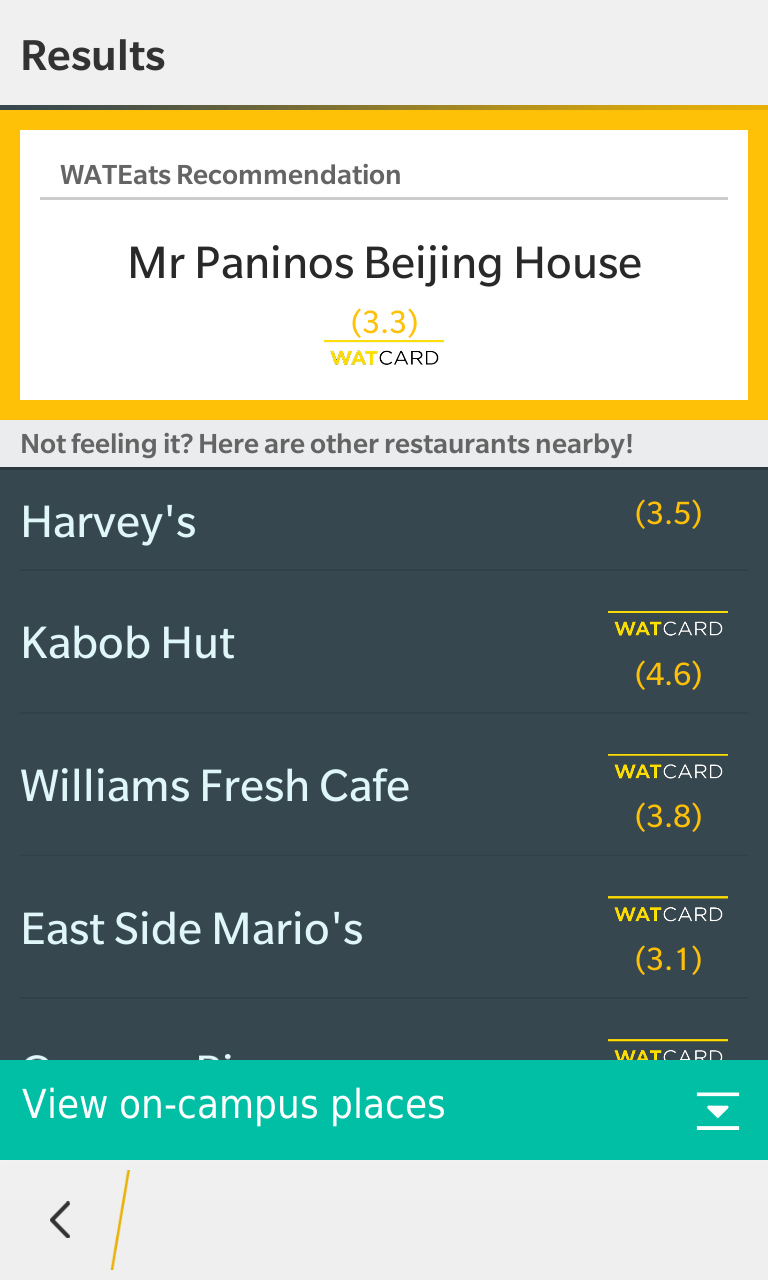 Results
WATEats Recommendation
Mr Paninos Beijing House
(3.3)
WATCARD
Not feeling it? Here are other restaurants nearby!
Harvey's
(3.5)
Kabob Hut
WATCARD
(4.6)
Williams Fresh Cafe
WATCARD
(3.8)
East Side Mario's
WATCARD
(3.1)
WATCARD
View on-campus places